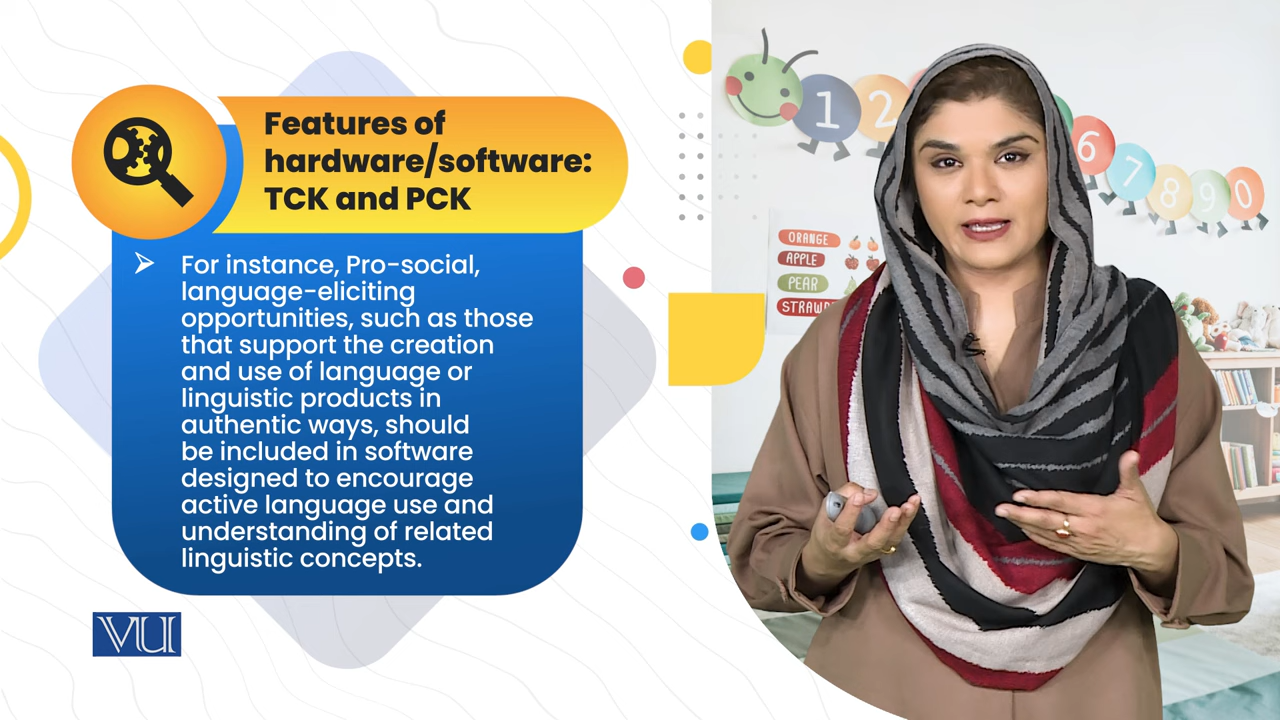 Features of
hardware/software:
TCK and PCK
For instance, Pro-social,
language-eliciting
opportunities, such as those
that support the creation
and use of language or
linguistic products in
authentic ways, should
be included in software
designed to encourage
active language use and
understanding of related
linguistic concepts.
VU
1 2
6 7 8 9 0
ORANGE
APPLE
PEAR